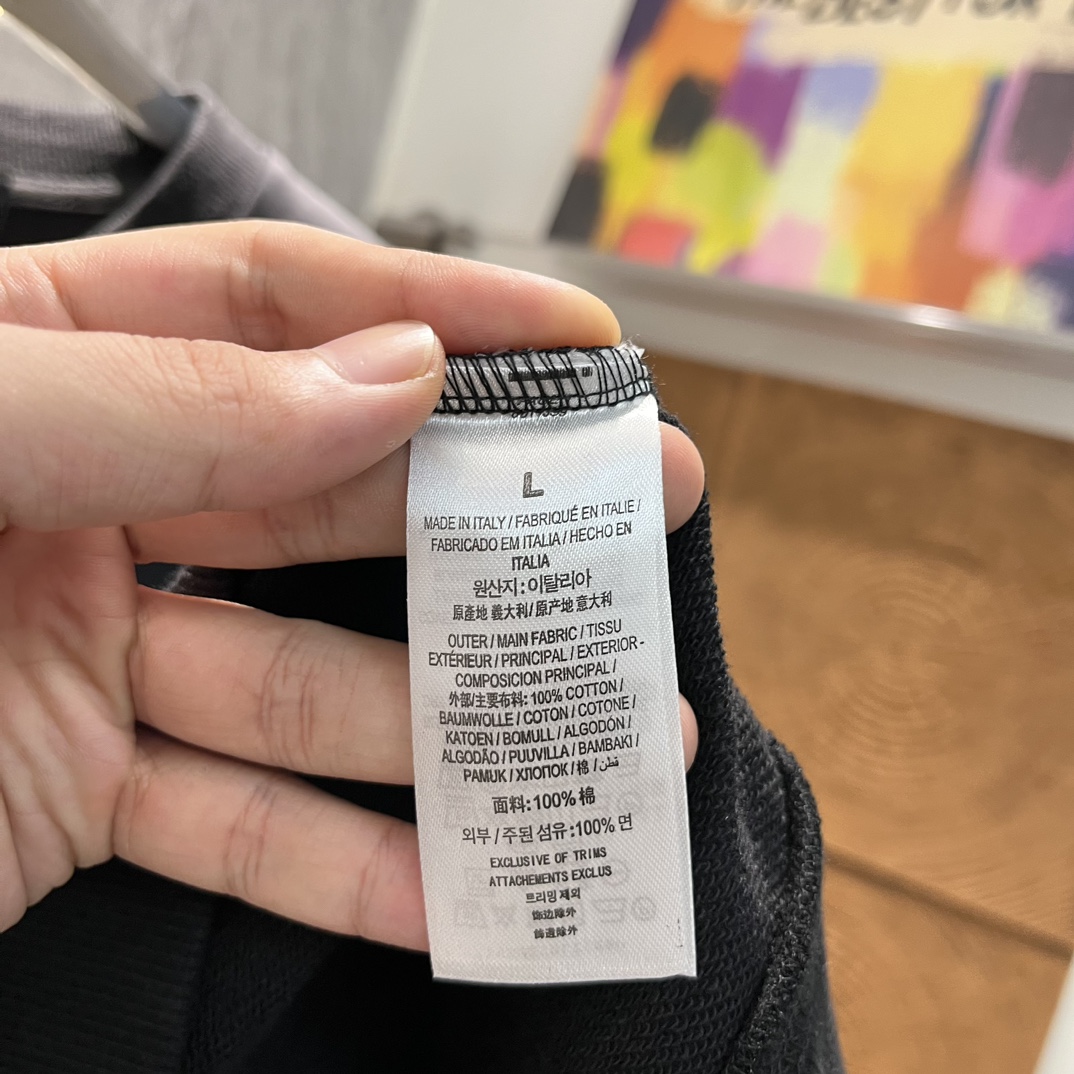 L
MADE IN ITALY / FABRIQUÉ EN ITALIE /
FABRICADO EM ITALIA / HECHO EN
ITALIA
원산지 : 이탈리아
原產地 義大利 / 原产地 意大利
OUTER / MAIN FABRIC / TISSU
EXTÉRIEUR / PRINCIPAL / EXTERIOR -
COMPOSICION PRINCIPAL /
外部/主要布料: 100% COTTON /
BAUMWOLLE / COTON / COTONE /
KATOEN / BOMULL / ALGODÓN /
ALGODÃO / PUUVILLA / BAMBAKI /
PAMUK / ХЛОПОК / 棉 / قطن
面料: 100% 棉
외부 / 주된 섬유 :100% 면
EXCLUSIVE OF TRIMS
ATTACHEMENTS EXCLUS
트리밍 제외
饰边除外
飾邊除外